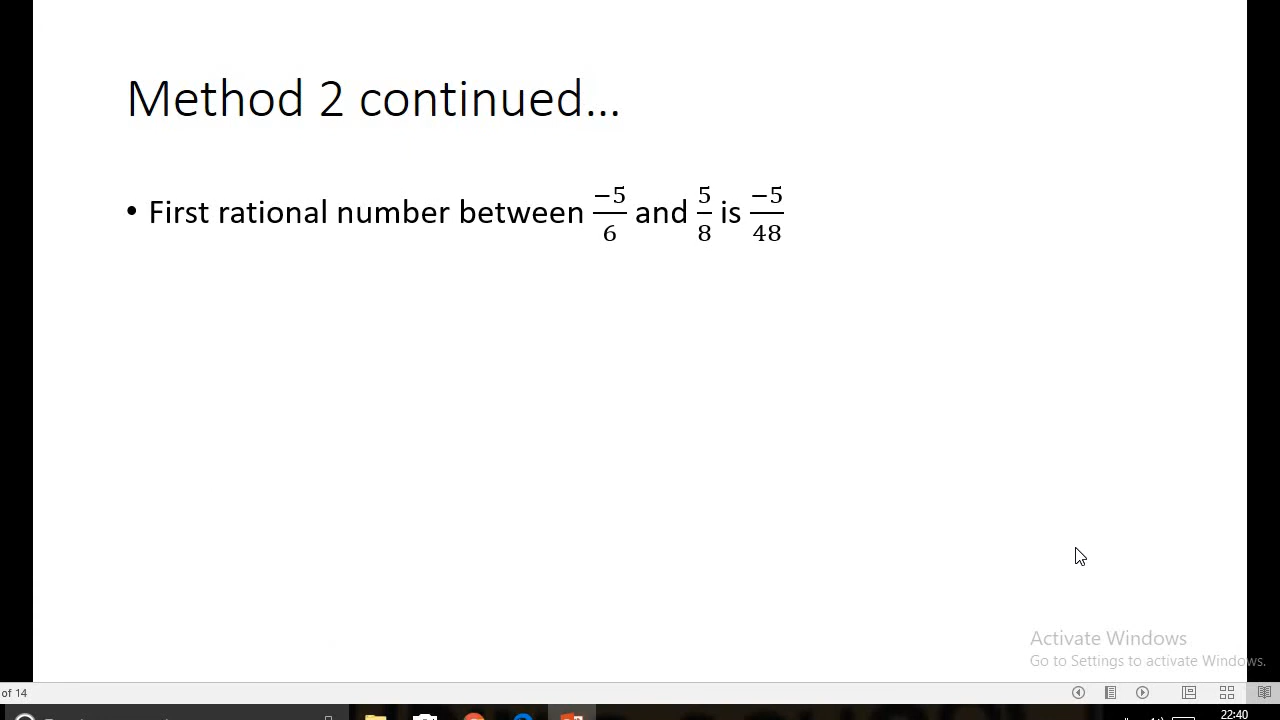 Method 2 continued...
• First rational number between −5/6 and 5/8 is −5/48
Activate Windows
Go to Settings to activate Windows.
of 14
22:40